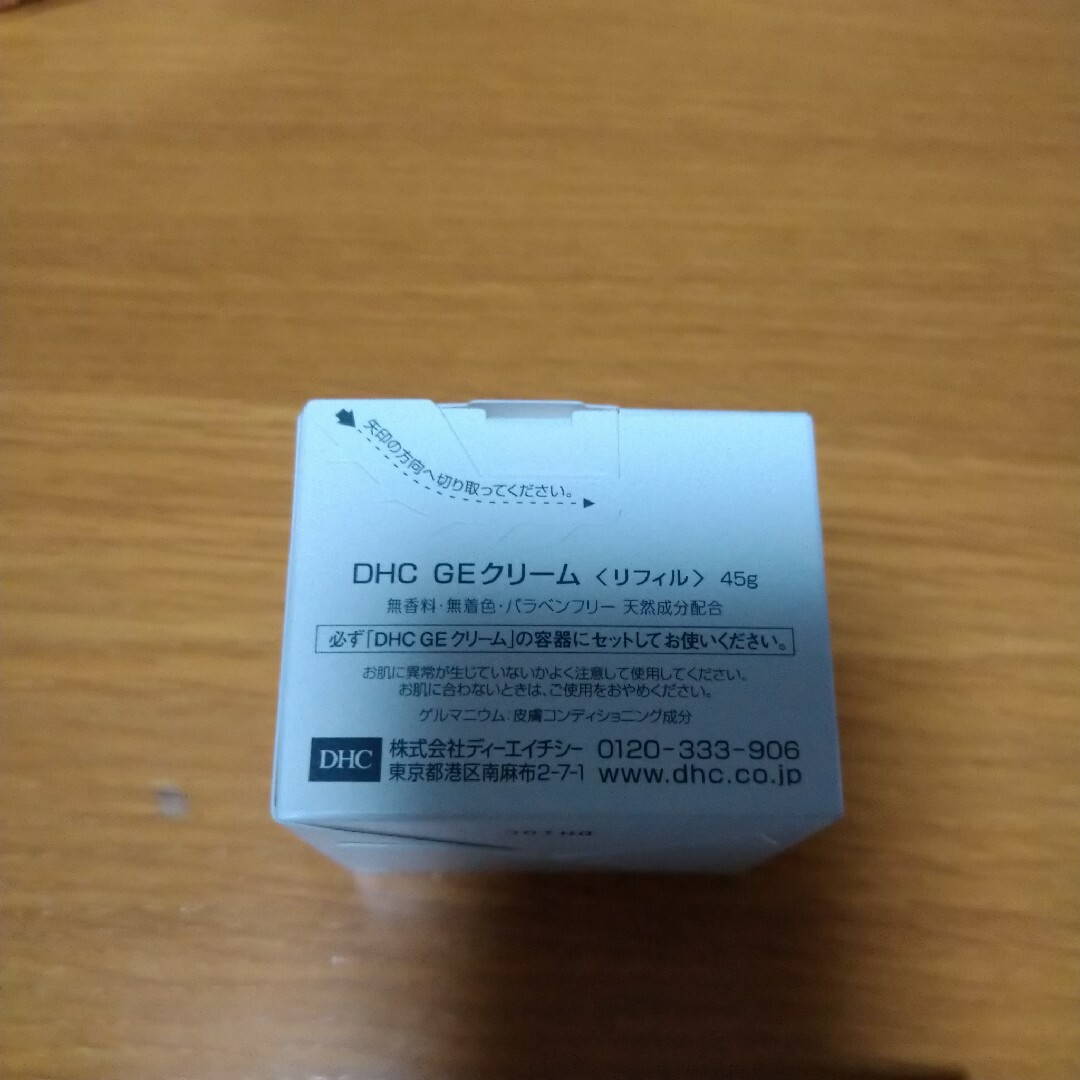 矢印の方向へ切り取ってください。
DHC GEクリーム〈リフィル〉 45g
無香料・無着色・パラベンフリー 天然成分配合
必ず「DHC GE クリーム」の容器にセットしてお使いください。
お肌に異常が生じていないかよく注意して使用してください。
お肌に合わないときは、ご使用をおやめください。
ゲルマニウム：皮膚コンディショニング成分
DHC 株式会社ディーエイチシー 0120-333-906
東京都港区南麻布2-7-1 www.dhc.co.jp